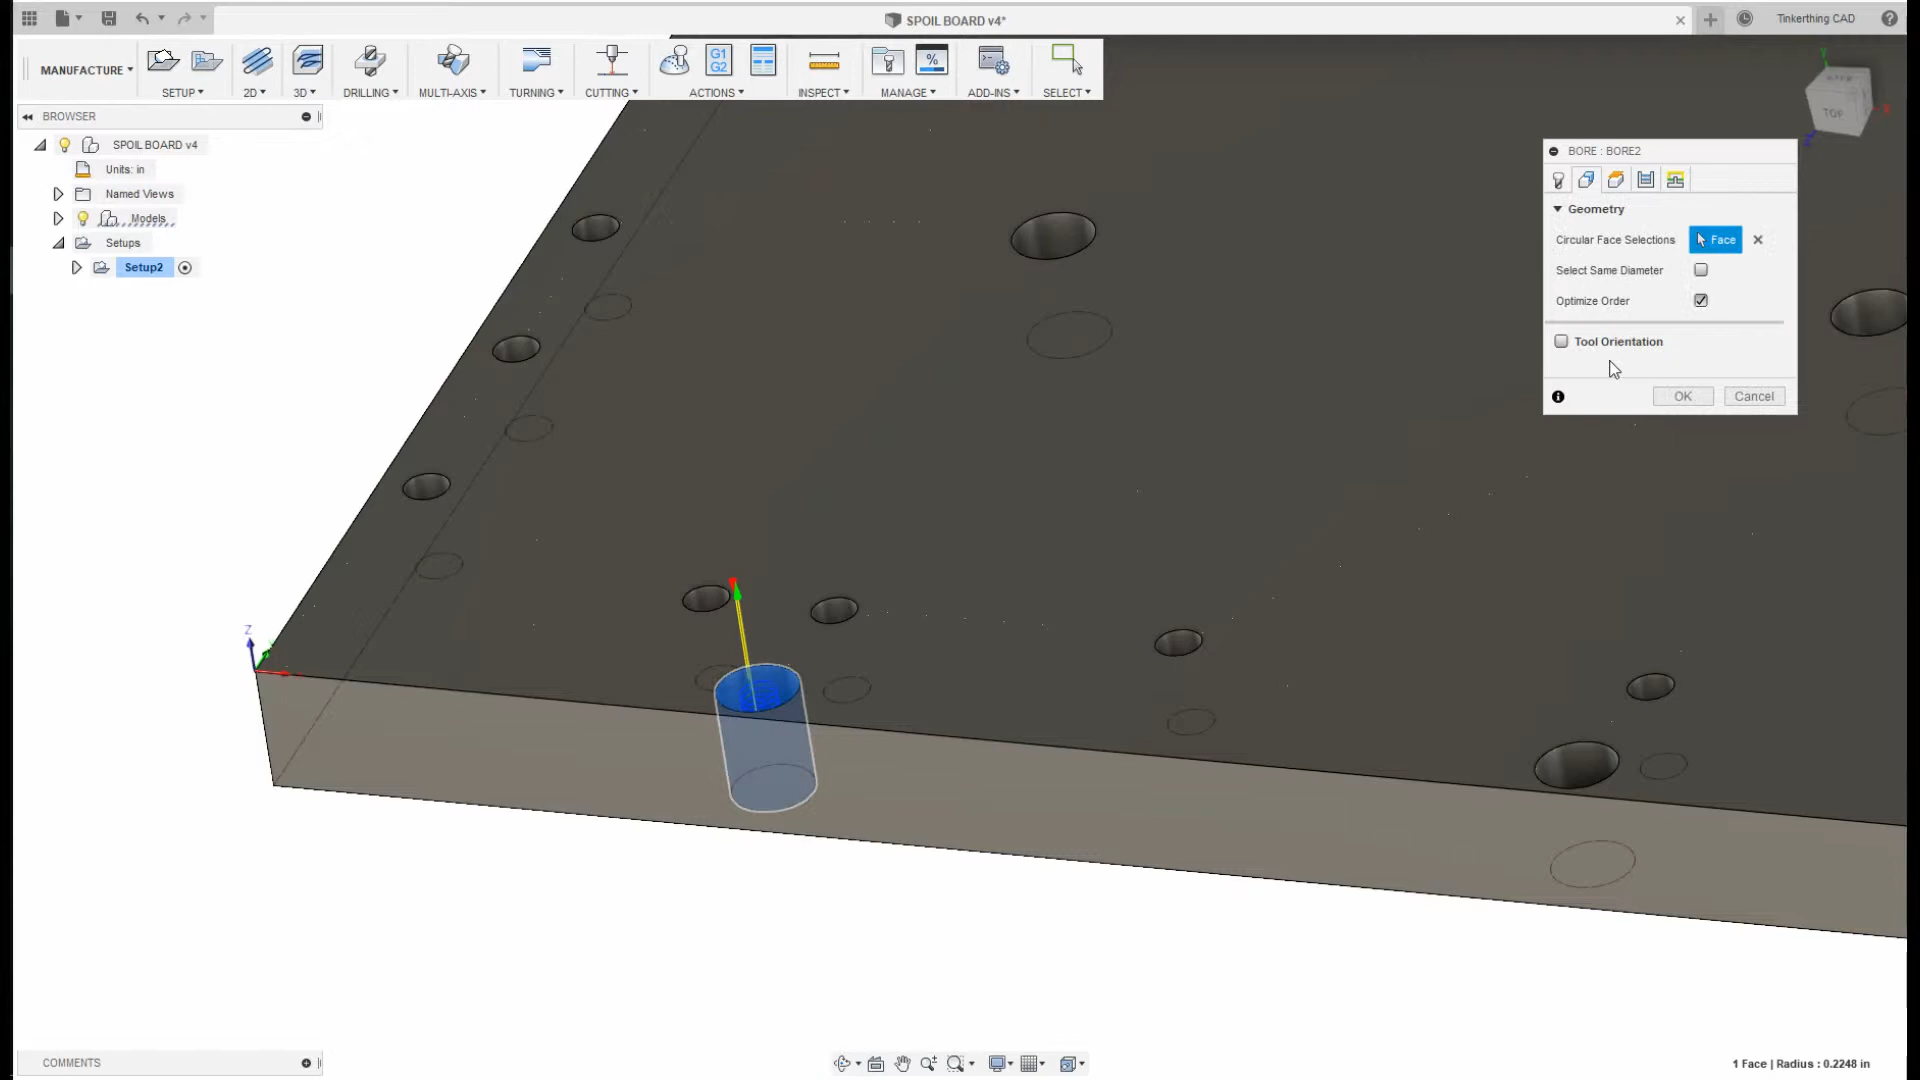 SPOIL BOARD v4*
Tinkerthing CAD
MANUFACTURE
G1
G2
%
SETUP
2D
3D
DRILLING
MULTI-AXIS
TURNING
CUTTING
ACTIONS
INSPECT
MANAGE
ADD-INS
SELECT
BROWSER
SPOIL BOARD v4
Units: in
Named Views
Models
Setups
Setup2
TOP
Y
X
Z
BORE : BORE2
Geometry
Circular Face Selections
Face
Select Same Diameter
Optimize Order
Tool Orientation
OK
Cancel
Z
COMMENTS
1 Face | Radius : 0.2248 in